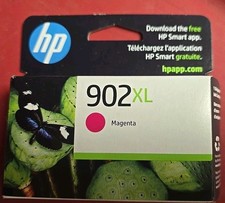 hp
Download the free
HP Smart app.
Téléchargez l'application
HP Smart gratuite.
hpapp.com
902XL
Magenta